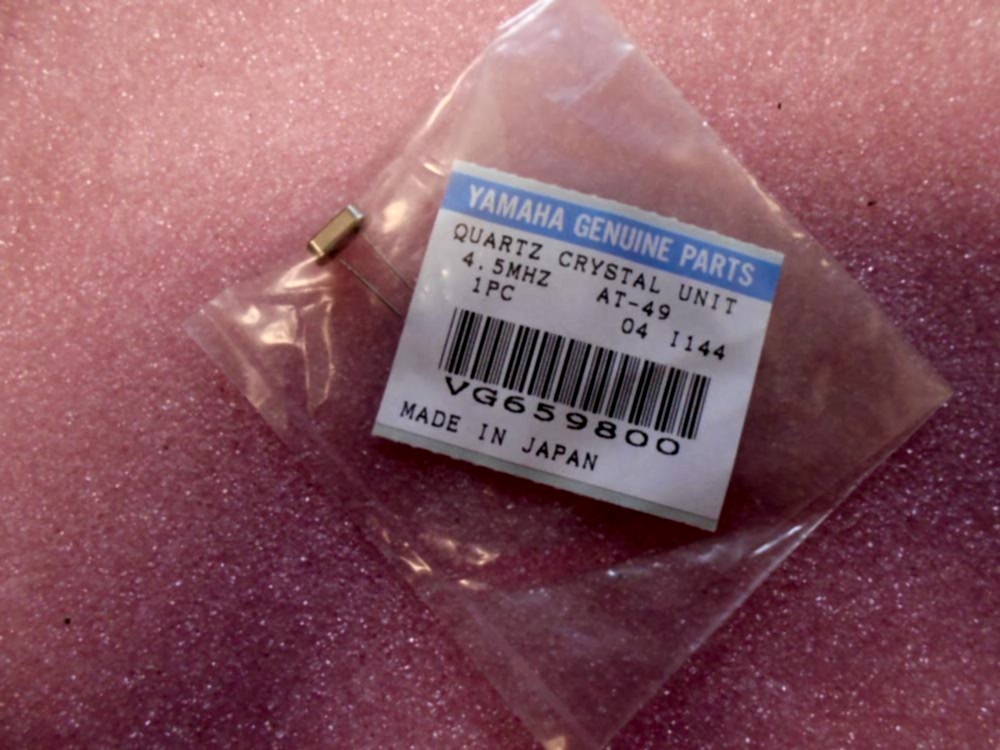 YAMAHA GENUINE PARTS
QUARTZ CRYSTAL UNIT
4.5MHZ AT-49
1PC 04 I144
VG659800
MADE IN JAPAN